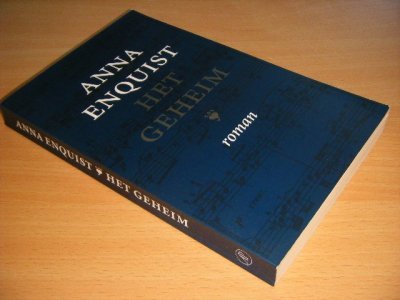 ANNA
ENQUIST
HET
GEHEIM
roman
ANNA ENQUIST HET GEHEIM